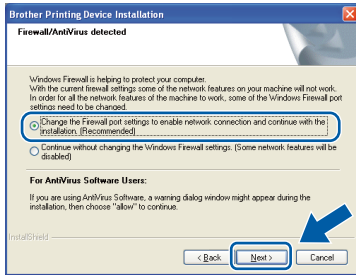 Brother Printing Device Installation
Firewall/AntiVirus detected
Windows Firewall is helping to protect your computer.
With the current firewall settings some of the network features on your machine will not work.
In order for all the network features of the machine to work, some of the Windows Firewall port
settings need to be changed.
Change the Firewall port settings to enable network connection and continue with the
installation. (Recommended)
Continue without changing the Windows Firewall settings. (Some network features will be
disabled)
For AntiVirus Software Users:
If you are using AntiVirus Software, a warning dialog window might appear during the
installation, then choose "allow" to continue.
InstallShield
< Back
Next >
Cancel